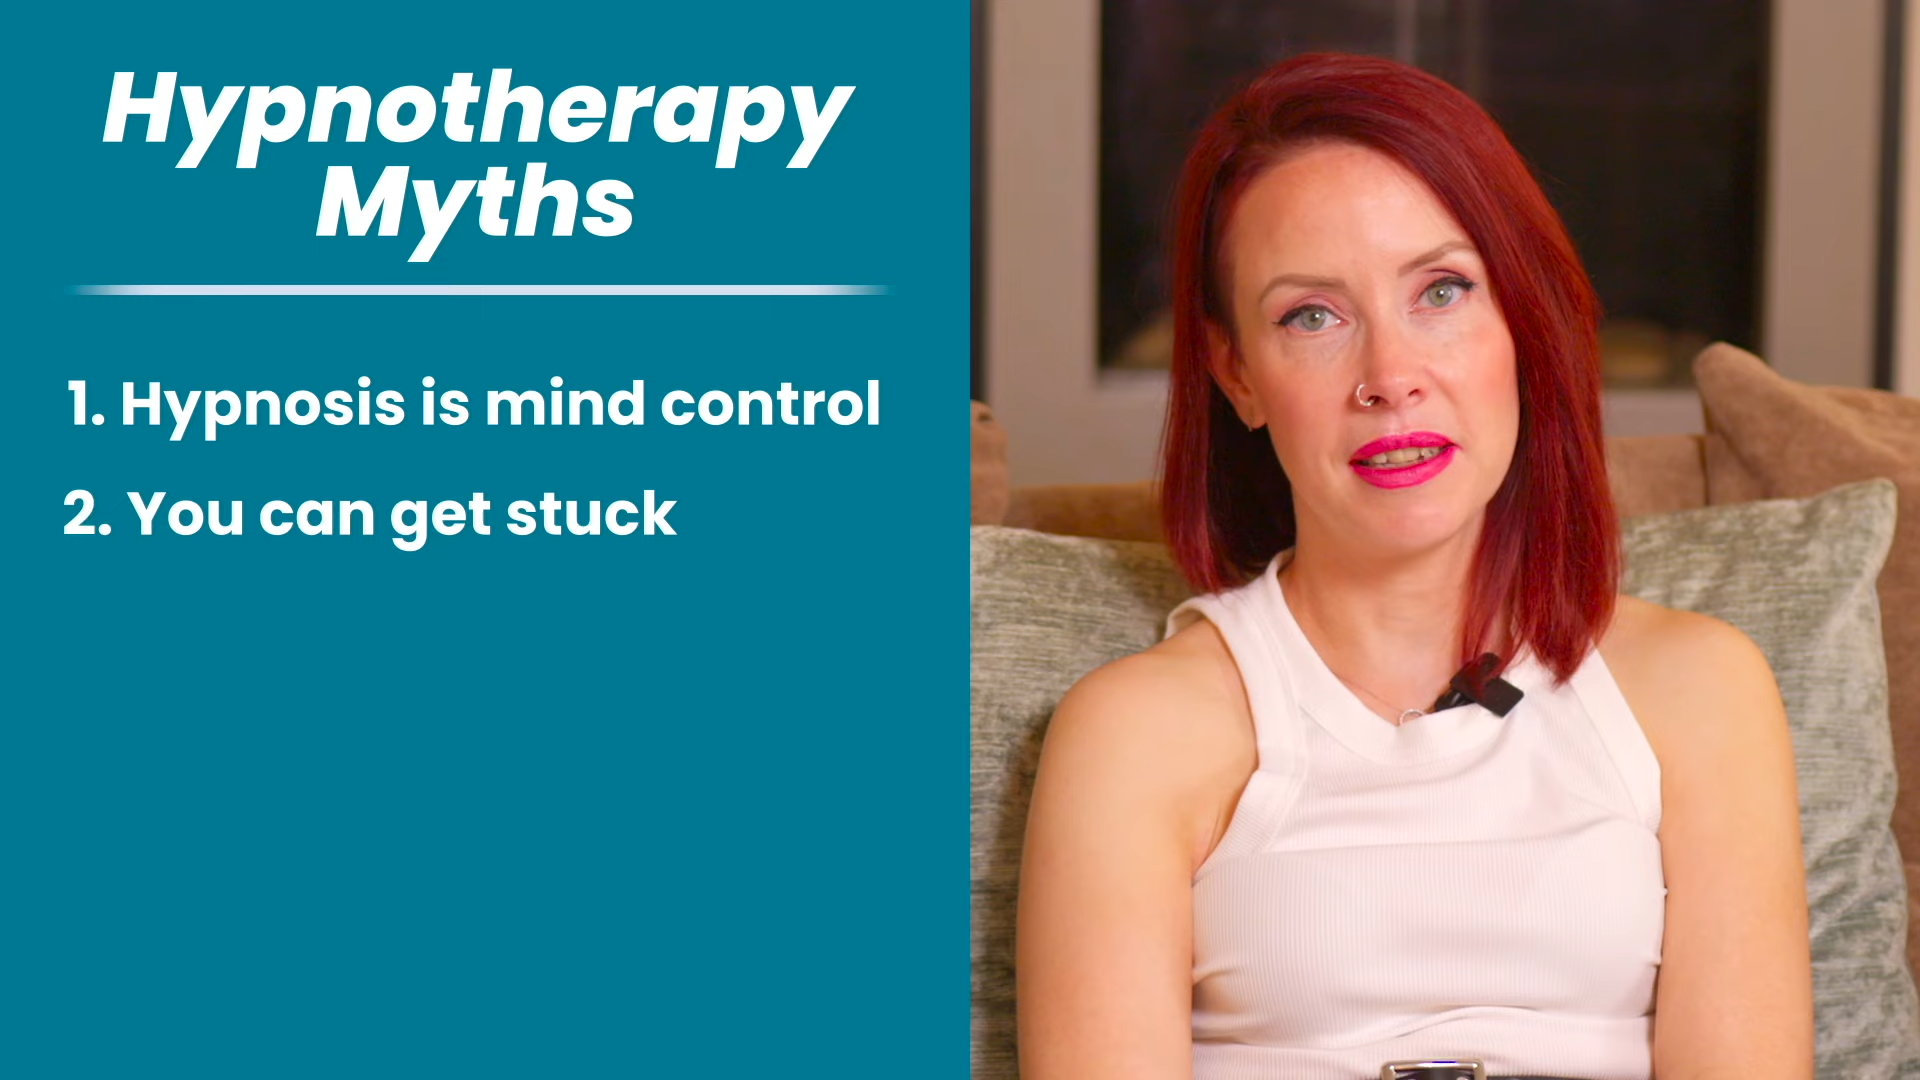 Hypnotherapy
Myths
1. Hypnosis is mind control
2. You can get stuck